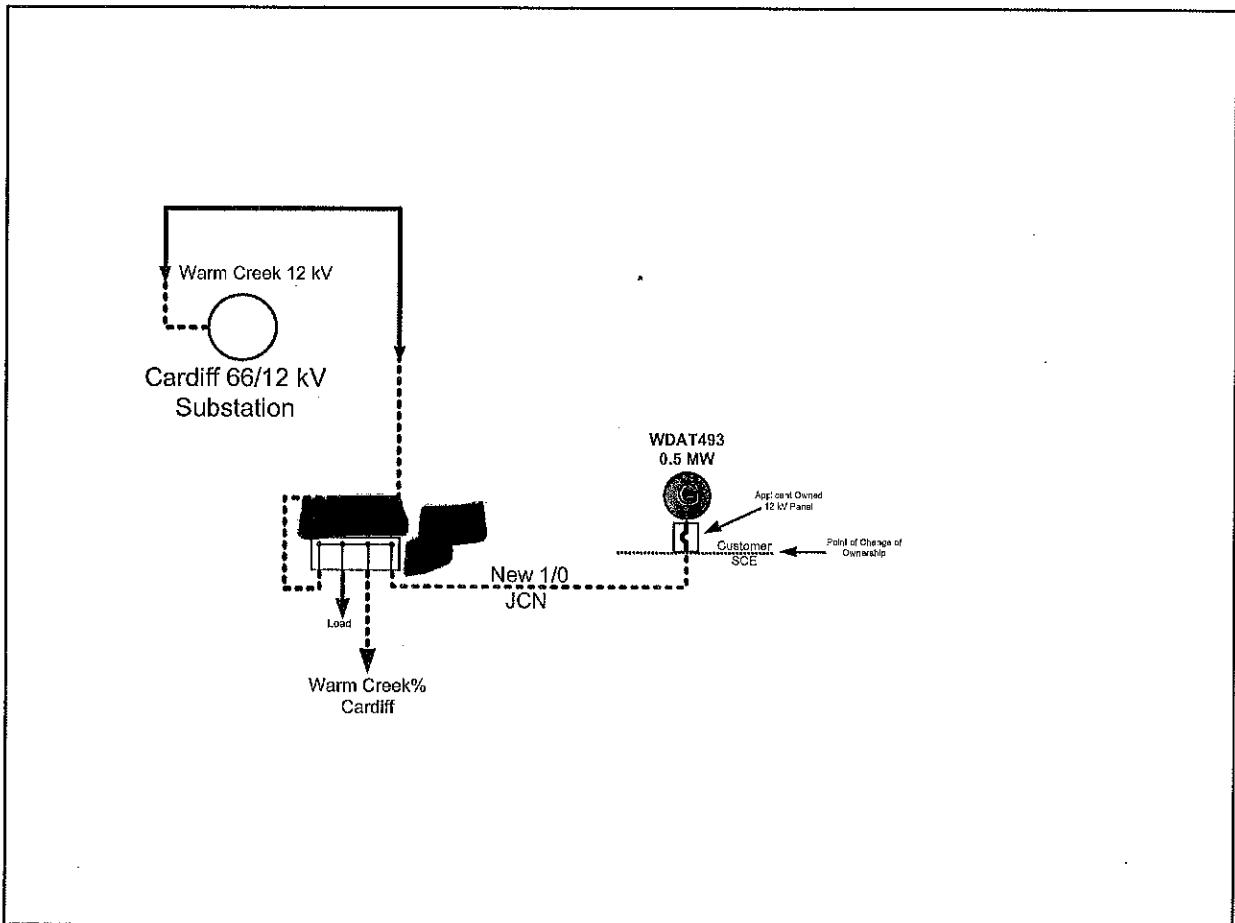 Warm Creek 12 kV
Cardiff 66/12 kV
Substation
WDAT493
0.5 MW
G
Applicant Owned
12 kV Panel
Customer
SCE
Point of Change of
Ownership
New 1/0
JCN
Load
Warm Creek%
Cardiff